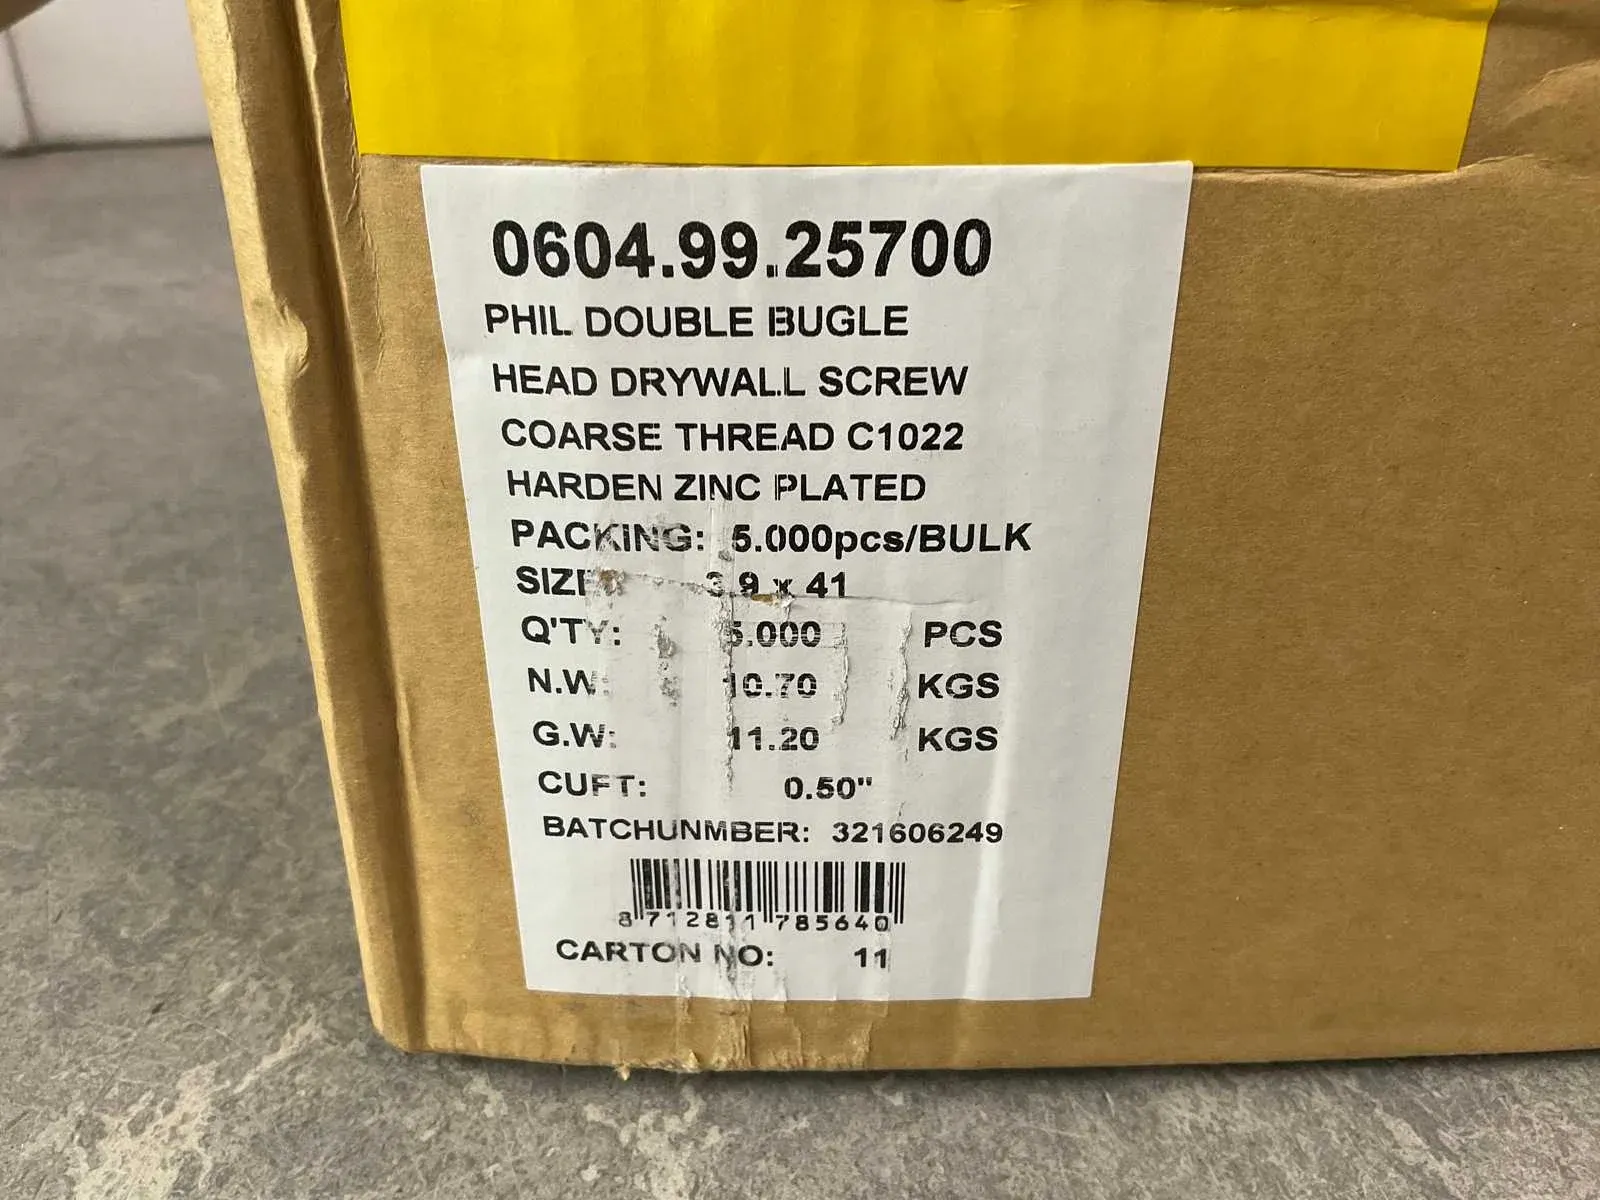 0604.99.25700
PHIL DOUBLE BUGLE
HEAD DRYWALL SCREW
COARSE THREAD C1022
HARDEN ZINC PLATED
PACKING: 5.000pcs/BULK
SIZE: 3.9 x 41
Q'TY: 5.000 PCS
N.W: 10.70 KGS
G.W: 11.20 KGS
CUFT: 0.50"
BATCHUNMBER: 321606249
8 712811 785640
CARTON NO: 11